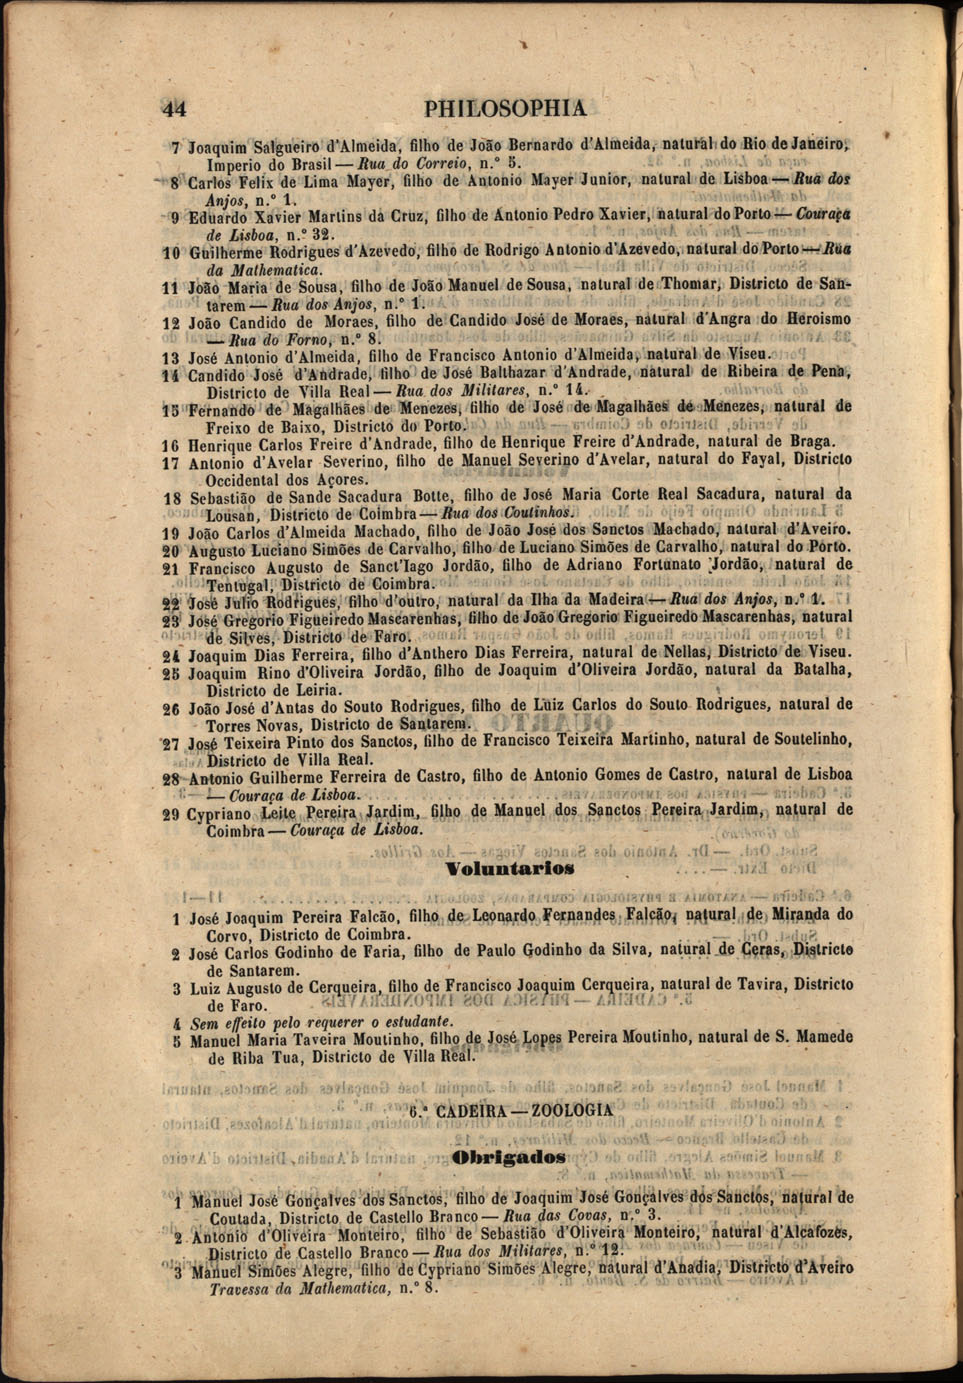 44
PHILOSOPHIA
7 Joaquim Salgueiro d'Almeida, filho de João Bernardo d'Almeida, natural do Rio de Janeiro,
Imperio do Brasil — Rua do Correio, n.º 5.
8 Carlos Felix de Lima Mayer, filho de Antonio Mayer Junior, natural de Lisboa — Rua dos
Anjos, n.º 1.
9 Eduardo Xavier Martins da Cruz, filho de Antonio Pedro Xavier, natural do Porto — Couraça
de Lisboa, n.º 32.
10 Guilherme Rodrigues d'Azevedo, filho de Rodrigo Antonio d'Azevedo, natural do Porto — Rua
da Mathematica.
11 João Maria de Sousa, filho de João Manuel de Sousa, natural de Thomar, Districto de San-
tarem — Rua dos Anjos, n.º 1.
12 João Candido de Moraes, filho de Candido José de Moraes, natural d'Angra do Heroismo
— Rua do Forno, n.º 8.
13 José Antonio d'Almeida, filho de Francisco Antonio d'Almeida, natural de Viseu.
14 Candido José d'Andrade, filho de José Balthazar d'Andrade, natural de Ribeira de Pena,
Districto de Villa Real — Rua dos Militares, n.º 14.
15 Fernando de Magalhães de Menezes, filho de José de Magalhães de Menezes, natural de
Freixo de Baixo, Districto do Porto.
16 Henrique Carlos Freire d'Andrade, filho de Henrique Freire d'Andrade, natural de Braga.
17 Antonio d'Avelar Severino, filho de Manuel Severino d'Avelar, natural do Fayal, Districto
Occidental dos Açores.
18 Sebastião de Sande Sacadura Botte, filho de José Maria Corte Real Sacadura, natural da
Lousan, Districto de Coimbra — Rua dos Coutinhos.
19 João Carlos d'Almeida Machado, filho de João José dos Sanctos Machado, natural d'Aveiro.
20 Augusto Luciano Simões de Carvalho, filho de Luciano Simões de Carvalho, natural do Porto.
21 Francisco Augusto de Sanct'Iago Jordão, filho de Adriano Fortunato Jordão, natural de
Tentugal, Districto de Coimbra.
22 José Julio Rodrigues, filho d'outro, natural da Ilha da Madeira — Rua dos Anjos, n.º 1.
23 José Gregorio Figueiredo Mascarenhas, filho de João Gregorio Figueiredo Mascarenhas, natural
de Silves, Districto de Faro.
24 Joaquim Dias Ferreira, filho d'Anthero Dias Ferreira, natural de Nellas, Districto de Viseu.
25 Joaquim Rino d'Oliveira Jordão, filho de Joaquim d'Oliveira Jordão, natural da Batalha,
Districto de Leiria.
26 João José d'Antas do Souto Rodrigues, filho de Luiz Carlos do Souto Rodrigues, natural de
Torres Novas, Districto de Santarem.
27 José Teixeira Pinto dos Sanctos, filho de Francisco Teixeira Martinho, natural de Soutelinho,
Districto de Villa Real.
28 Antonio Guilherme Ferreira de Castro, filho de Antonio Gomes de Castro, natural de Lisboa
— Couraça de Lisboa.
29 Cypriano Leite Pereira Jardim, filho de Manuel dos Sanctos Pereira Jardim, natural de
Coimbra — Couraça de Lisboa.
Voluntarios
1 José Joaquim Pereira Falcão, filho de Leonardo Fernandes Falcão, natural de Miranda do
Corvo, Districto de Coimbra.
2 José Carlos Godinho de Faria, filho de Paulo Godinho da Silva, natural de Ceras, Districto
de Santarem.
3 Luiz Augusto de Cerqueira, filho de Francisco Joaquim Cerqueira, natural de Tavira, Districto
de Faro.
4 Sem effeito pelo requerer o estudante.
5 Manuel Maria Taveira Moutinho, filho de José Lopes Pereira Moutinho, natural de S. Mamede
de Riba Tua, Districto de Villa Real.
6.ª CADEIRA — ZOOLOGIA
Obrigados
1 Manuel José Gonçalves dos Sanctos, filho de Joaquim José Gonçalves dos Sanctos, natural de
Coutada, Districto de Castello Branco — Rua das Covas, n.º 3.
2 Antonio d'Oliveira Monteiro, filho de Sebastião d'Oliveira Monteiro, natural d'Alcafozes,
Districto de Castello Branco — Rua dos Militares, n.º 12.
3 Manuel Simões Alegre, filho de Cypriano Simões Alegre, natural d'Anadia, Districto d'Aveiro
Travessa da Mathematica, n.º 8.